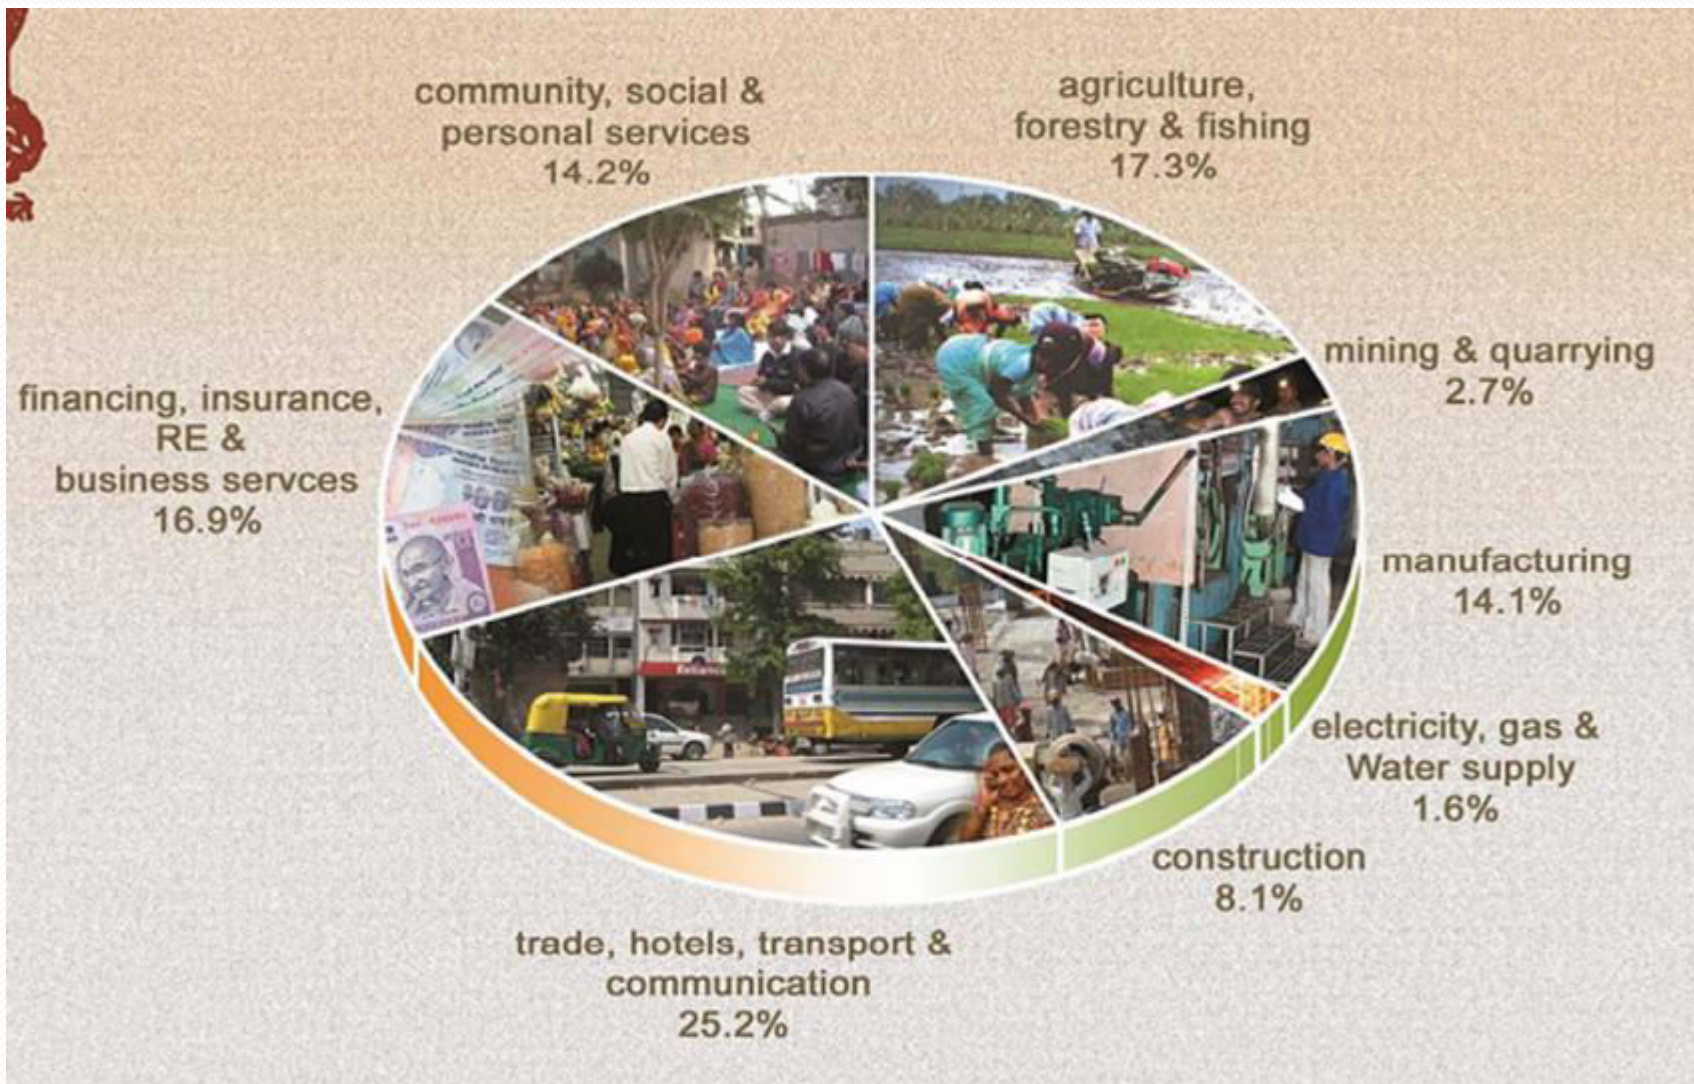 community, social &
personal services
14.2%
agriculture,
forestry & fishing
17.3%
mining & quarrying
2.7%
financing, insurance,
RE &
business servces
16.9%
manufacturing
14.1%
electricity, gas &
Water supply
1.6%
construction
8.1%
trade, hotels, transport &
communication
25.2%